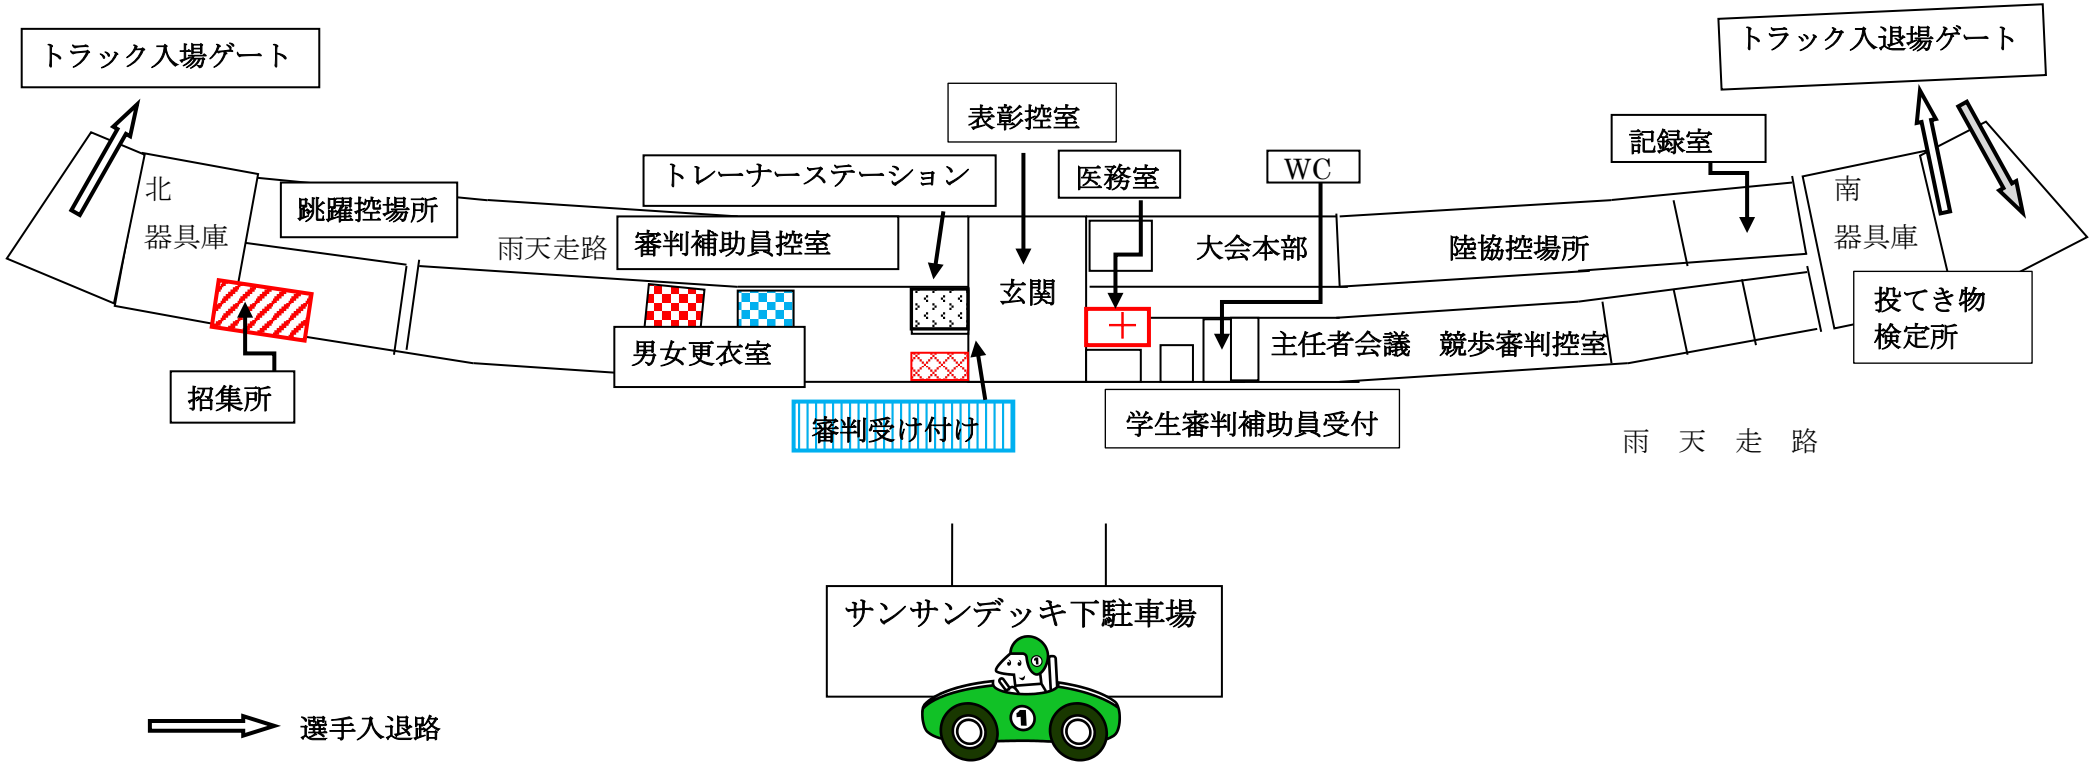 トラック入場ゲート
トラック入退場ゲート
表彰控室
記録室
トレーナーステーション
医務室
WC
北
器具庫
跳躍控場所
雨天走路
審判補助員控室
玄関
大会本部
陸協控場所
南
器具庫
投てき物
検定所
男女更衣室
主任者会議
競歩審判控室
招集所
審判受け付け
学生審判補助員受付
雨 天 走 路
サンサンデッキ下駐車場
1
1
選手入退路